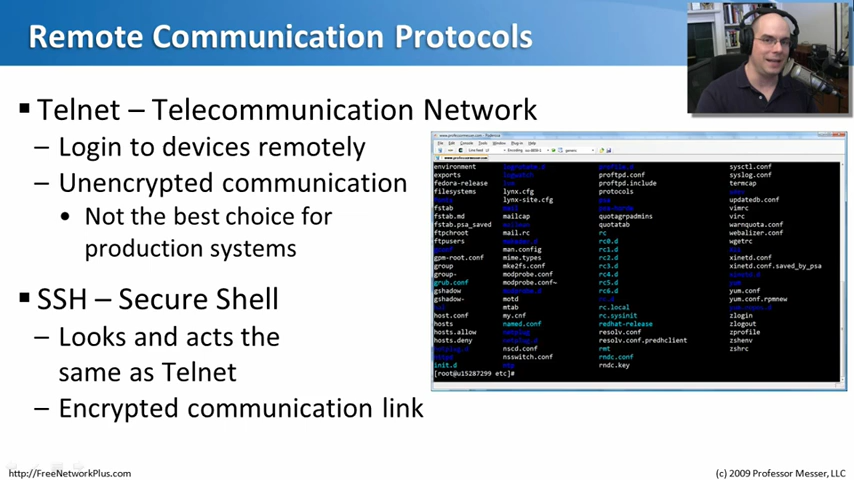 Remote Communication Protocols
▪ Telnet – Telecommunication Network
– Login to devices remotely
– Unencrypted communication
• Not the best choice for
production systems
▪ SSH – Secure Shell
– Looks and acts the
same as Telnet
– Encrypted communication link
environment proftpd.conf sysctl.conf
exports proftpd.include syslog.conf
fedora-release protocols termcap
filesystems lynx.cfg
lynx-site.cfg updatedb.conf
fstab vimrc
fstab.md mailcap quotagrpadmins virc
fstab.psa_saved quotatab warnquota.conf
ftpchroot mail.rc rc webalizer.conf
ftpusers rc0.d wgetrc
man.config rc1.d
gpm-root.conf mime.types rc2.d xinetd.conf
group mke2fs.conf rc3.d xinetd.conf.saved_by_psa
group- modprobe.conf rc4.d
grub.conf modprobe.conf~ rc5.d yum
gshadow rc6.d yum.conf
gshadow- motd yum.conf.rpmnew
mtab rc.local
host.conf my.cnf rc.sysinit zlogin
hosts named.conf redhat-release zlogout
hosts.allow resolv.conf zprofile
hosts.deny resolv.conf.predhclient zshenv
nscd.conf rmt zshrc
nsswitch.conf rndc.conf
init.d rndc.key
[root@u15287299 etc]#
http://FreeNetworkPlus.com
(c) 2009 Professor Messer, LLC